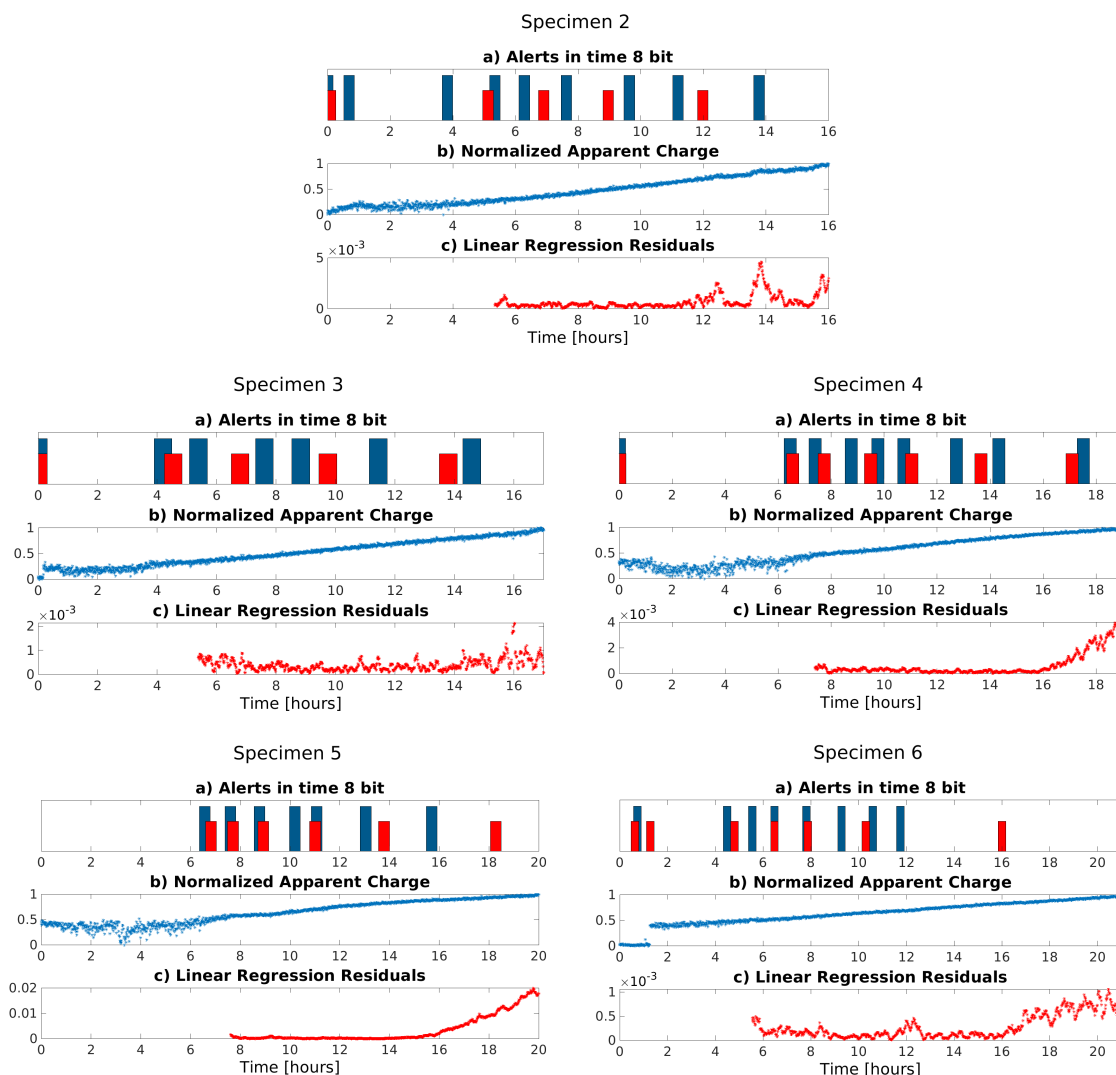 Specimen 2
a) Alerts in time 8 bit
0 2 4 6 8 10 12 14 16
b) Normalized Apparent Charge
1
0.5
0
0 2 4 6 8 10 12 14 16
c) Linear Regression Residuals
×10-3
5
0
0 2 4 6 8 10 12 14 16
Time [hours]
Specimen 3
a) Alerts in time 8 bit
0 2 4 6 8 10 12 14 16
b) Normalized Apparent Charge
1
0.5
0
0 2 4 6 8 10 12 14 16
c) Linear Regression Residuals
×10-3
2
1
0
0 2 4 6 8 10 12 14 16
Time [hours]
Specimen 4
a) Alerts in time 8 bit
0 2 4 6 8 10 12 14 16 18
b) Normalized Apparent Charge
1
0.5
0
0 2 4 6 8 10 12 14 16 18
c) Linear Regression Residuals
×10-3
4
2
0
0 2 4 6 8 10 12 14 16 18
Time [hours]
Specimen 5
a) Alerts in time 8 bit
0 2 4 6 8 10 12 14 16 18 20
b) Normalized Apparent Charge
1
0.5
0
0 2 4 6 8 10 12 14 16 18 20
c) Linear Regression Residuals
0.02
0.01
0
0 2 4 6 8 10 12 14 16 18 20
Time [hours]
Specimen 6
a) Alerts in time 8 bit
0 2 4 6 8 10 12 14 16 18 20
b) Normalized Apparent Charge
1
0.5
0
0 2 4 6 8 10 12 14 16 18 20
c) Linear Regression Residuals
×10-3
1
0.5
0
0 2 4 6 8 10 12 14 16 18 20
Time [hours]